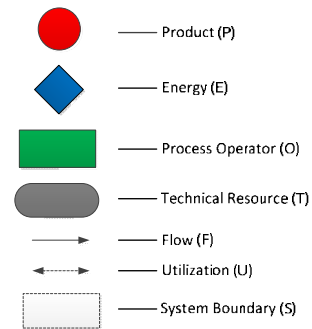 Product (P)
Energy (E)
Process Operator (O)
Technical Resource (T)
Flow (F)
Utilization (U)
System Boundary (S)